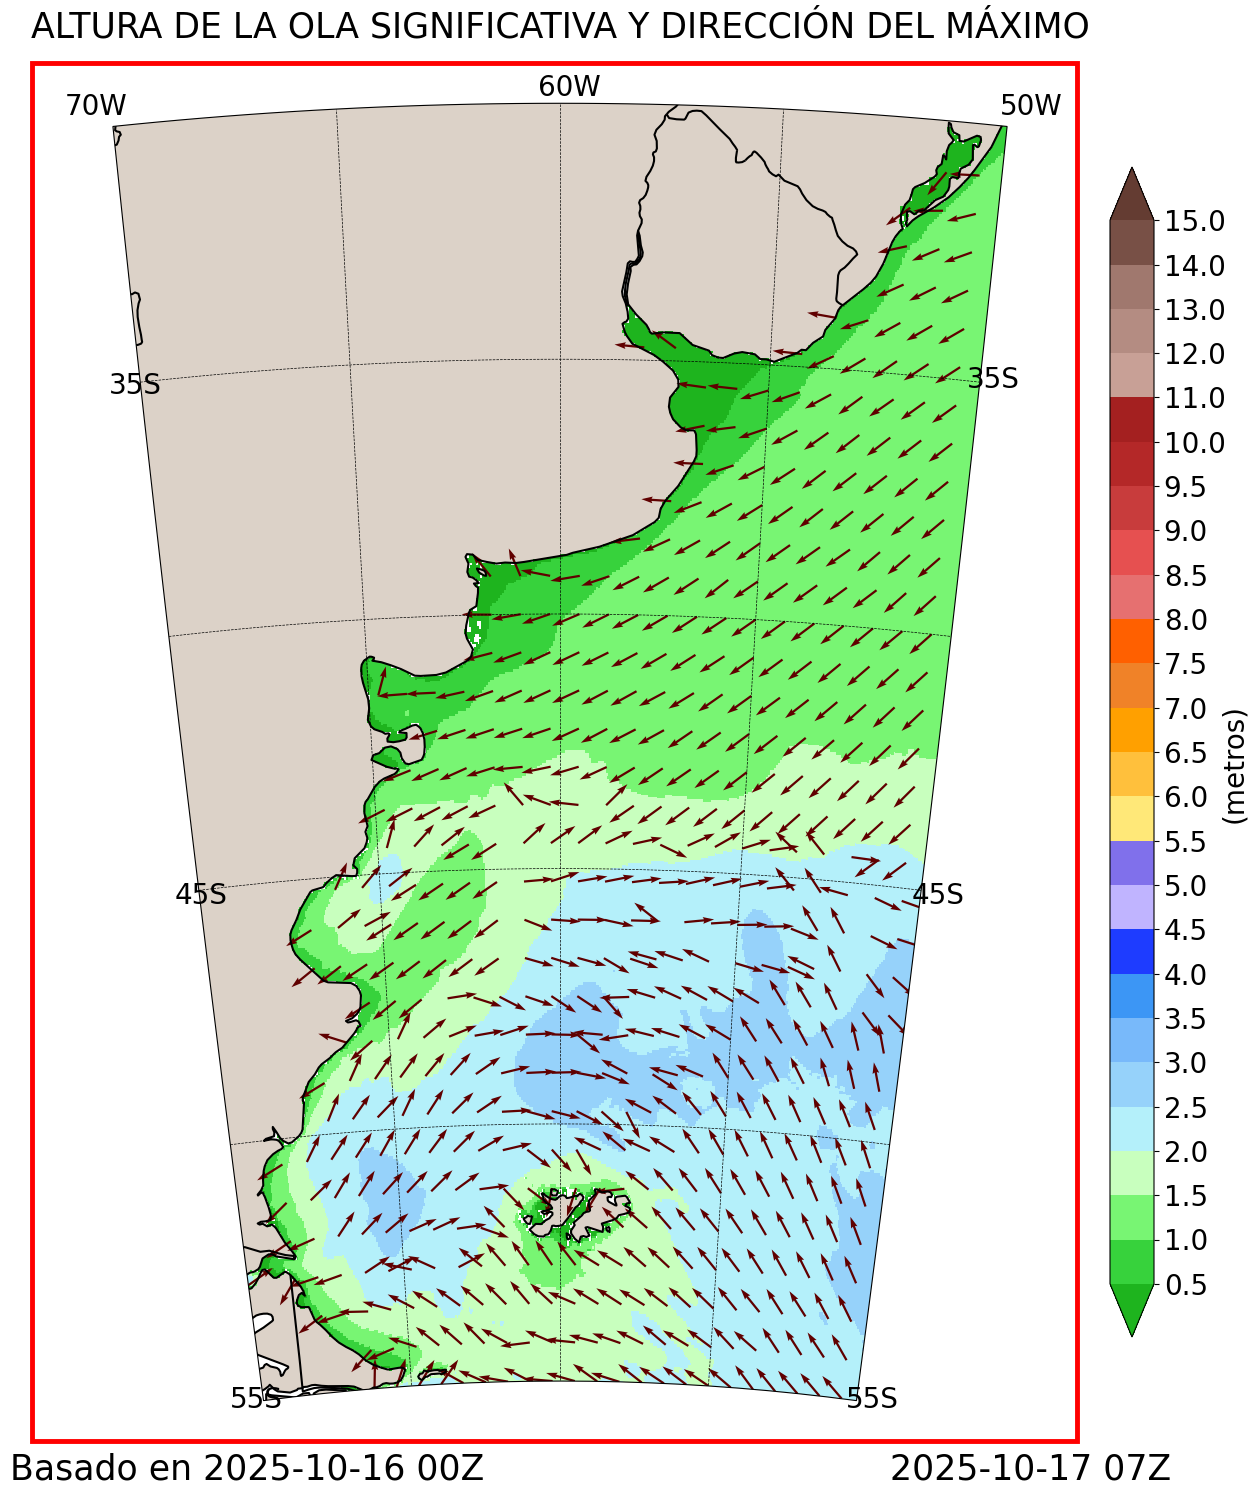 ALTURA DE LA OLA SIGNIFICATIVA Y DIRECCIÓN DEL MÁXIMO
70W
60W
50W
35S
35S
45S
45S
55S
55S
15.0
14.0
13.0
12.0
11.0
10.0
9.5
9.0
8.5
8.0
7.5
7.0
6.5
6.0
5.5
5.0
4.5
4.0
3.5
3.0
2.5
2.0
1.5
1.0
0.5
(metros)
Basado en 2025-10-16 00Z
2025-10-17 07Z